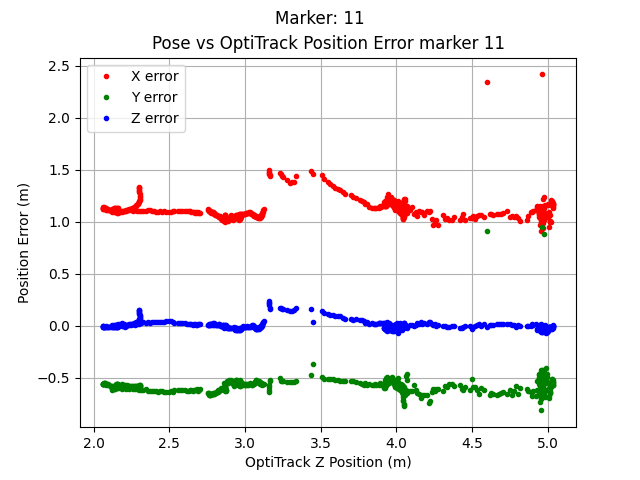 Marker: 11
Pose vs OptiTrack Position Error marker 11
X error
Y error
Z error
2.5
2.0
1.5
1.0
0.5
0.0
−0.5
Position Error (m)
2.0 2.5 3.0 3.5 4.0 4.5 5.0
OptiTrack Z Position (m)